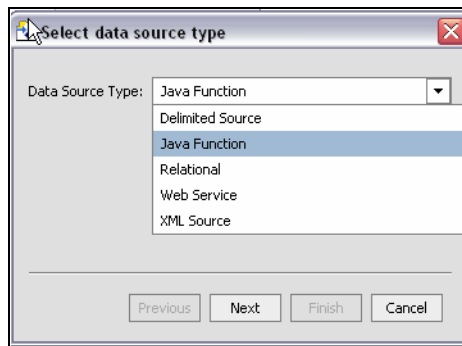 Select data source type
Data Source Type: Java Function
Delimited Source
Java Function
Relational
Web Service
XML Source
Previous Next Finish Cancel